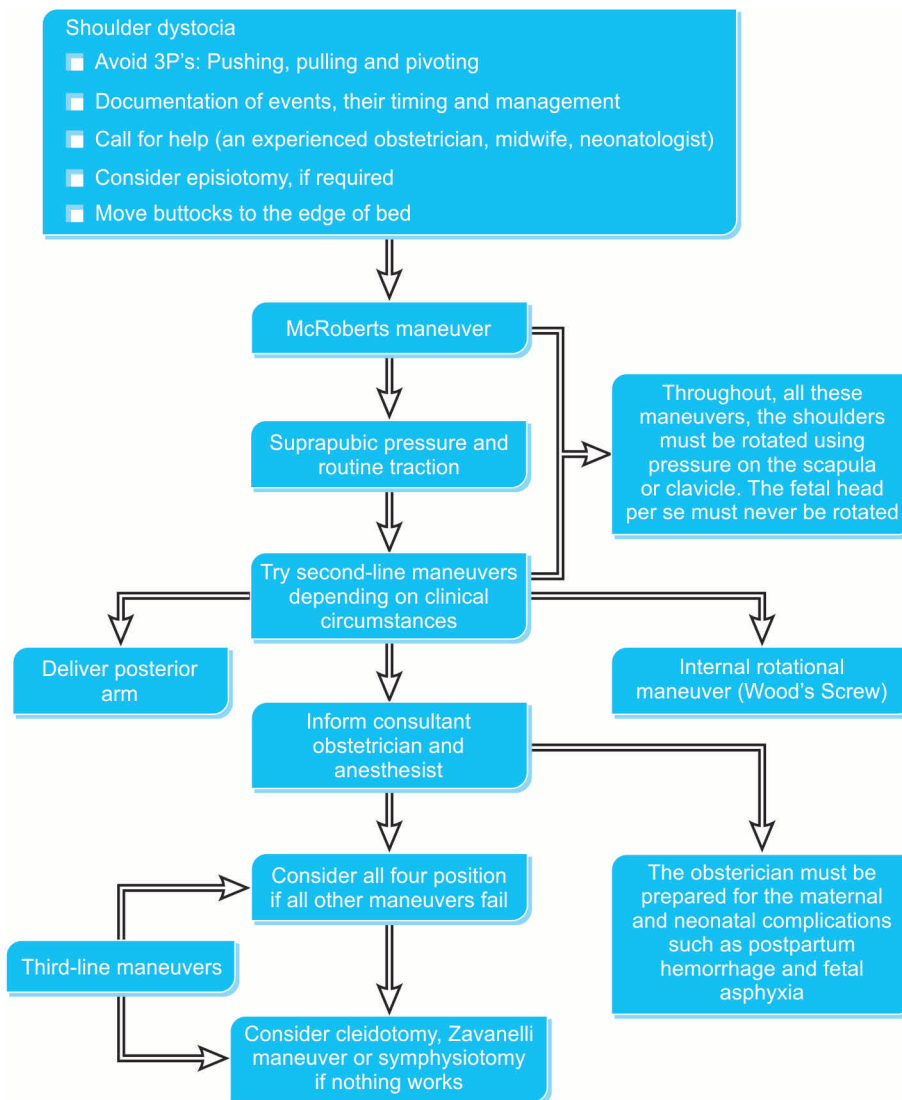 Shoulder dystocia
Avoid 3P's: Pushing, pulling and pivoting
Documentation of events, their timing and management
Call for help (an experienced obstetrician, midwife, neonatologist)
Consider episiotomy, if required
Move buttocks to the edge of bed
McRoberts maneuver
Suprapubic pressure and
routine traction
Throughout, all these
maneuvers, the shoulders
must be rotated using
pressure on the scapula
or clavicle. The fetal head
per se must never be rotated
Try second-line maneuvers
depending on clinical
circumstances
Deliver posterior
arm
Internal rotational
maneuver (Wood's Screw)
Inform consultant
obstetrician and
anesthesist
Consider all four position
if all other maneuvers fail
The obsterician must be
prepared for the maternal
and neonatal complications
such as postpartum
hemorrhage and fetal
asphyxia
Third-line maneuvers
Consider cleidotomy, Zavanelli
maneuver or symphysiotomy
if nothing works